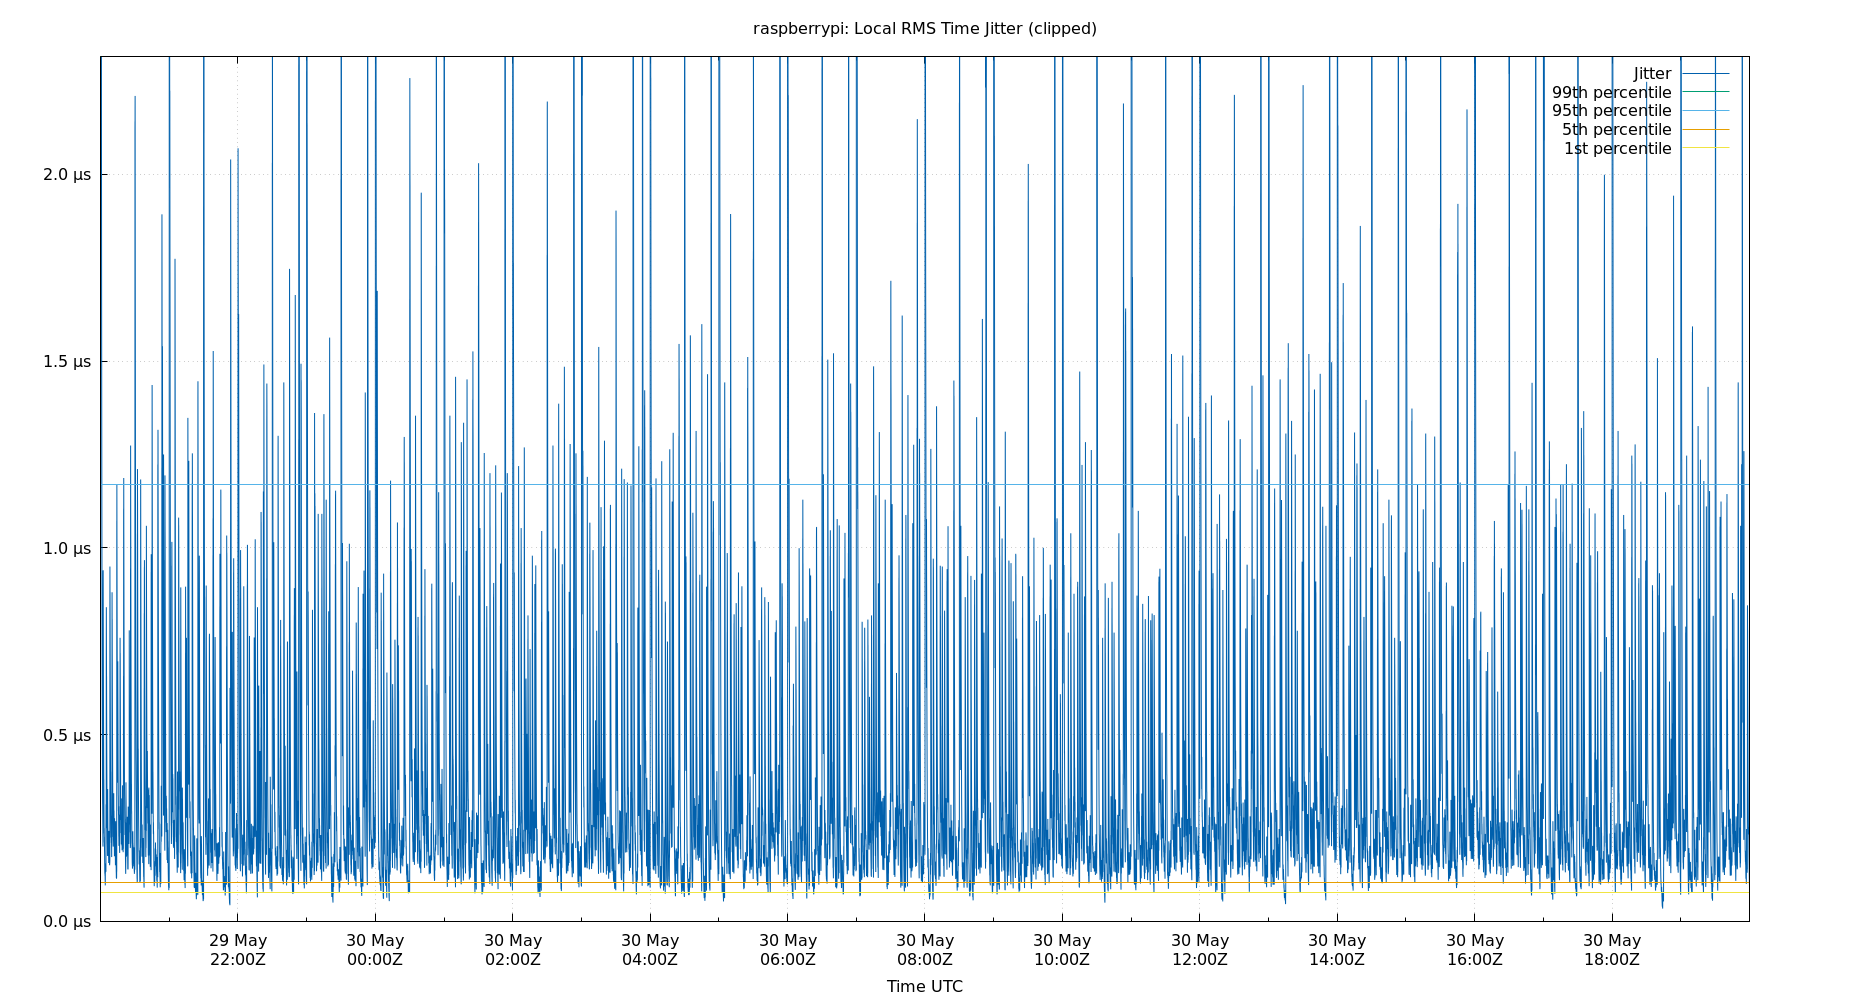 raspberrypi: Local RMS Time Jitter (clipped)
Jitter
99th percentile
95th percentile
5th percentile
1st percentile
2.0 µs
1.5 µs
1.0 µs
0.5 µs
0.0 µs
29 May 30 May 30 May 30 May 30 May 30 May 30 May 30 May 30 May 30 May 30 May
22:00Z 00:00Z 02:00Z 04:00Z 06:00Z 08:00Z 10:00Z 12:00Z 14:00Z 16:00Z 18:00Z
Time UTC